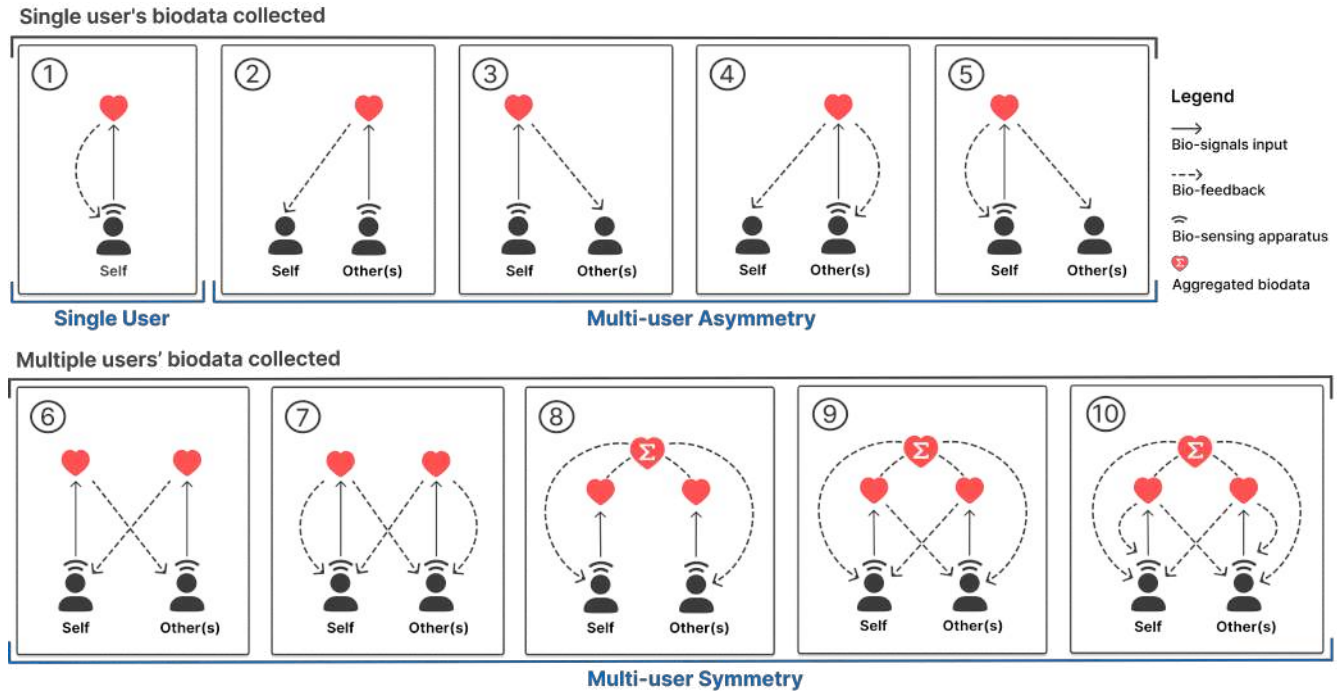 Single user's biodata collected
1
2
3
4
5
Legend
Bio-signals input
Bio-feedback
Bio-sensing apparatus
Σ
Aggregated biodata
Self
Self Other(s)
Self Other(s)
Self Other(s)
Self Other(s)
Single User
Multi-user Asymmetry
Multiple users’ biodata collected
6
7
8
9
10
Σ
Σ
Σ
Self Other(s)
Self Other(s)
Self Other(s)
Self Other(s)
Self Other(s)
Multi-user Symmetry